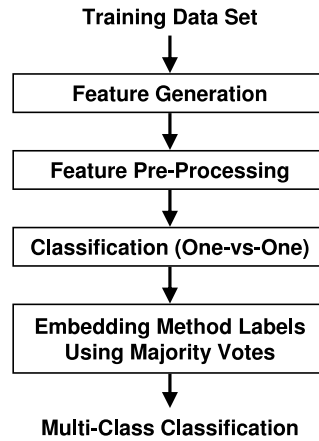 Training Data Set
Feature Generation
Feature Pre-Processing
Classification (One-vs-One)
Embedding Method Labels
Using Majority Votes
Multi-Class Classification